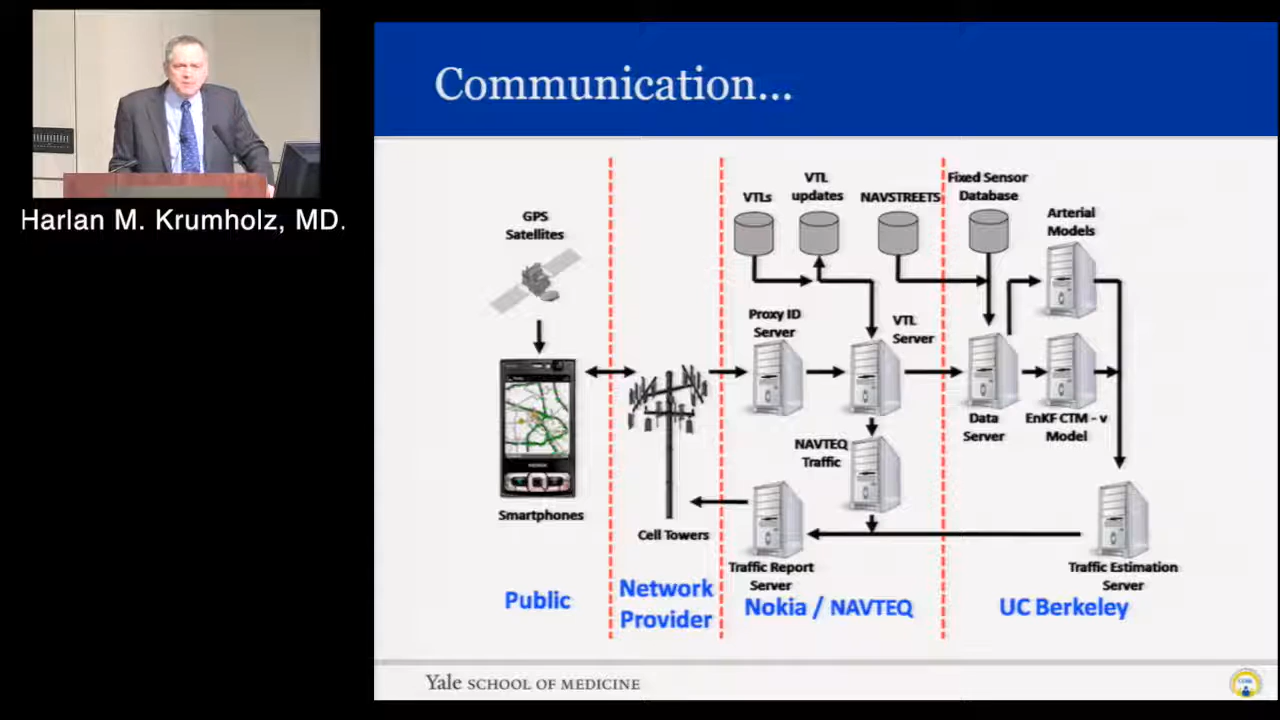 Harlan M. Krumholz, MD.
Communication...
GPS
Satellites
Smartphones
Public
Cell Towers
Network
Provider
VTLs
VTL
updates
NAVSTREETS
Proxy ID
Server
VTL
Server
NAVTEQ
Traffic
Traffic Report
Server
Nokia / NAVTEQ
Fixed Sensor
Database
Arterial
Models
Data
Server
EnKF CTM - v
Model
Traffic Estimation
Server
UC Berkeley
Yale SCHOOL OF MEDICINE